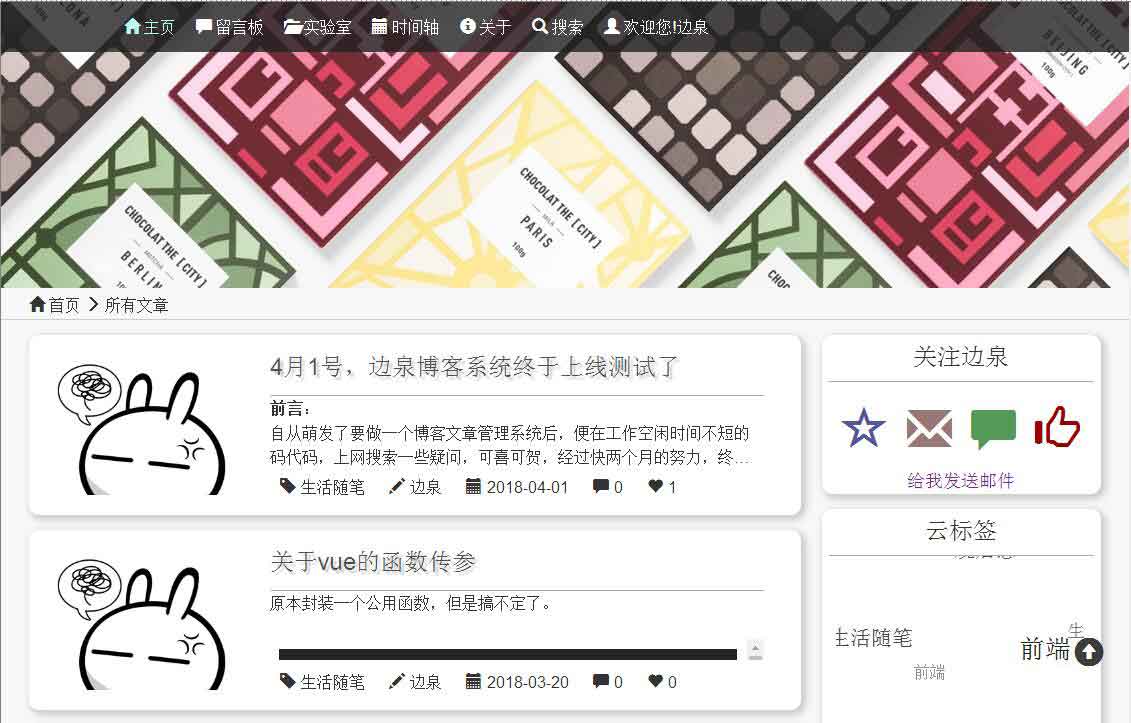 主页 留言板 实验室 时间轴 关于 搜索 欢迎您!边泉
CHOCOLAT THE [CITY]
BERLIN
CHOCOLAT THE [CITY]
MILK
PARIS
100g
CHOCOLAT THE [CITY]
BEIJING
100g
CHOCOLAT
首页 > 所有文章
4月1号，边泉博客系统终于上线测试了
前言：
自从萌发了要做一个博客文章管理系统后，便在工作空闲时间不短的
码代码，上网搜索一些疑问，可喜可贺，经过快两个月的努力，终...
生活随笔 边泉 2018-04-01 0 1
关于vue的函数传参
原本封装一个公用函数，但是搞不定了。
生活随笔 边泉 2018-03-20 0 0
关注边泉
给我发送邮件
云标签
生活随笔
生
前端
前端